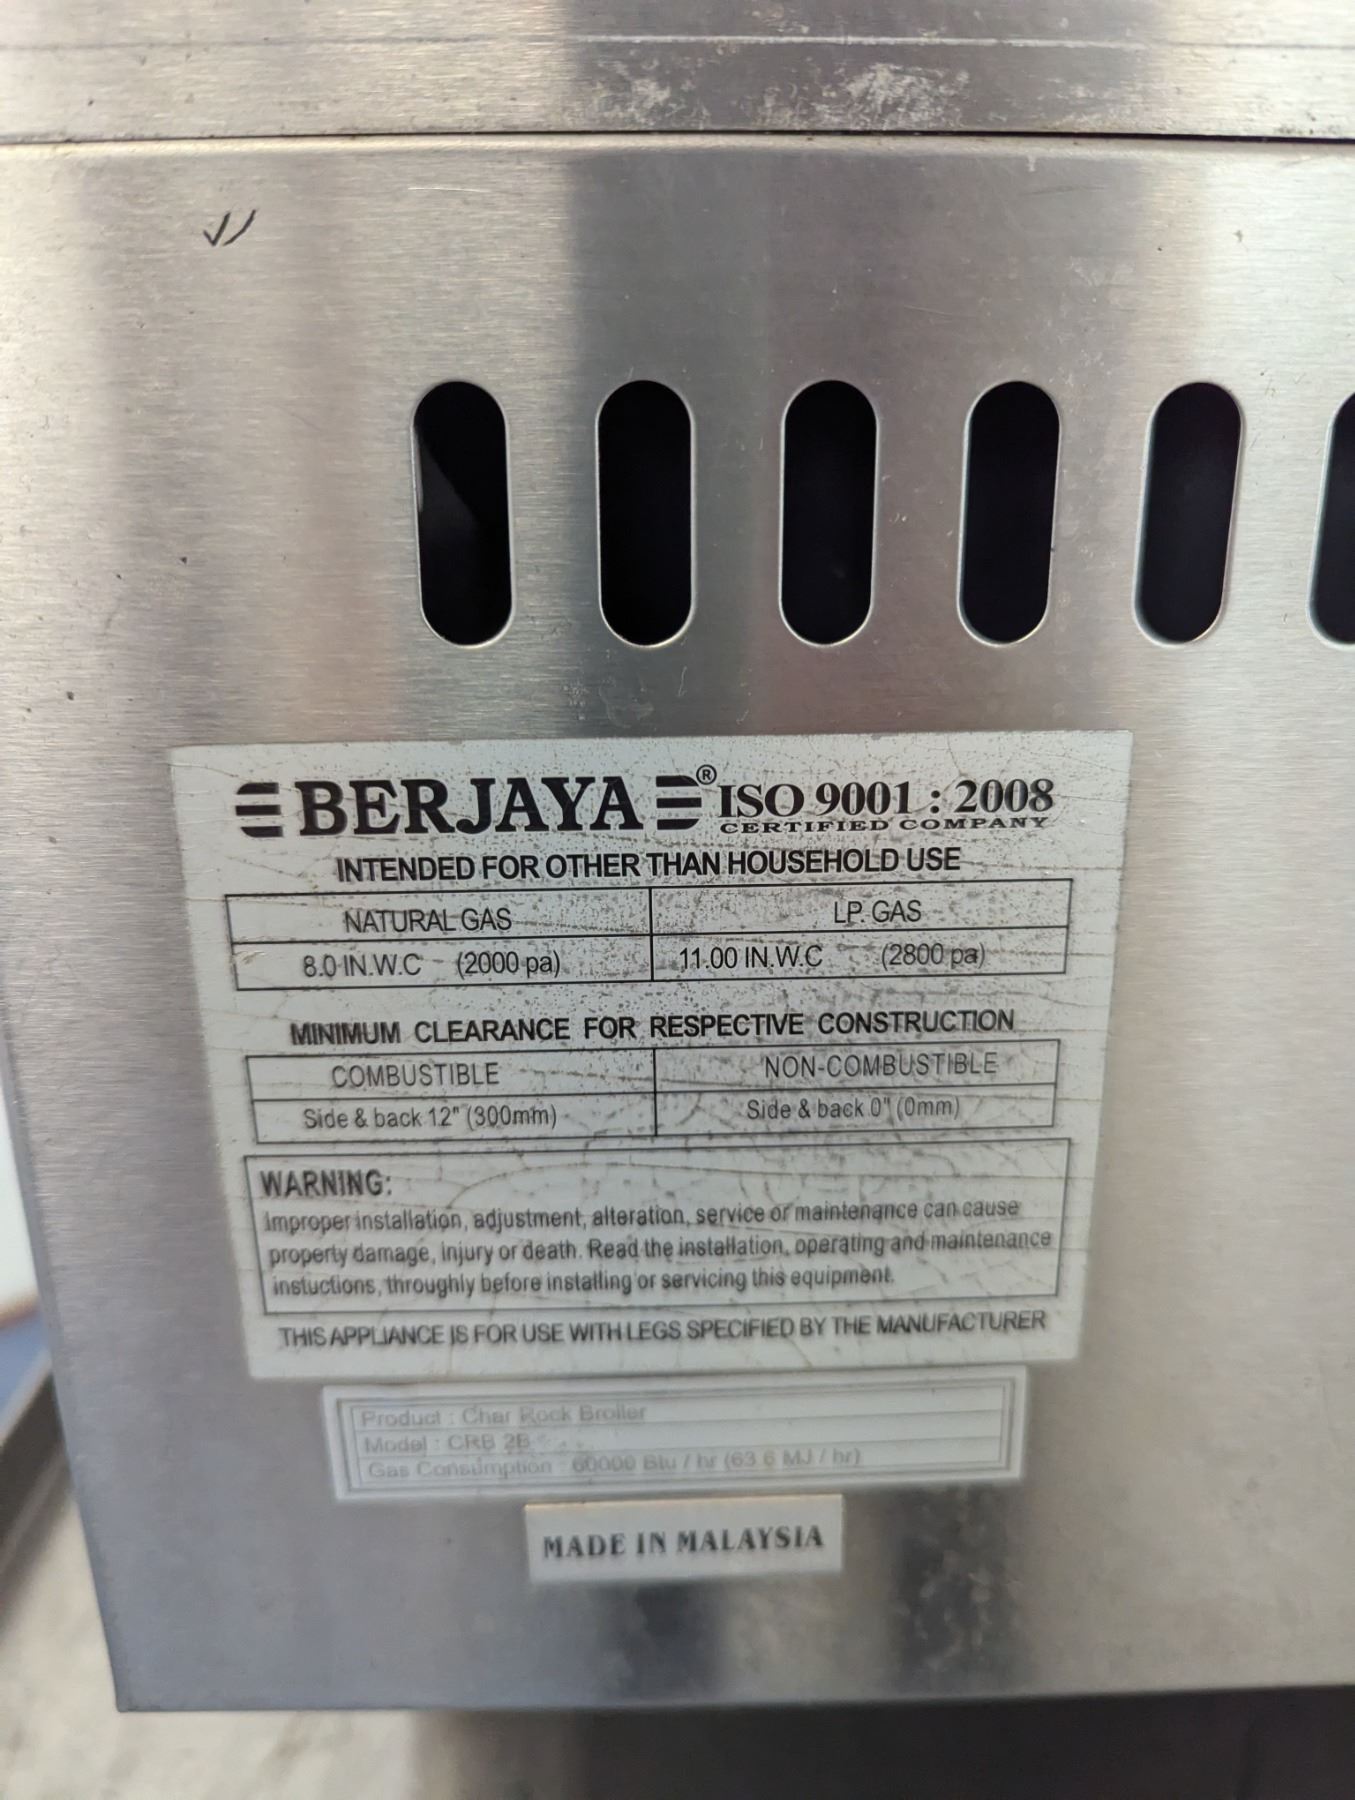 BERJAYA ® ISO 9001 : 2008
CERTIFIED COMPANY
INTENDED FOR OTHER THAN HOUSEHOLD USE
NATURAL GAS LP. GAS
8.0 IN.W.C (2000 pa) 11.00 IN.W.C (2800 pa)
MINIMUM CLEARANCE FOR RESPECTIVE CONSTRUCTION
COMBUSTIBLE NON-COMBUSTIBLE
Side & back 12" (300mm) Side & back 0" (0mm)
WARNING:
Improper installation, adjustment, alteration, service or maintenance can cause
property damage, injury or death. Read the installation, operating and maintenance
instuctions, throughly before installing or servicing this equipment.
THIS APPLIANCE IS FOR USE WITH LEGS SPECIFIED BY THE MANUFACTURER
Product : Char Rock Broiler
Model : CRB 2B
Gas Consumption : 60000 Btu / hr (63.6 MJ / hr)
MADE IN MALAYSIA